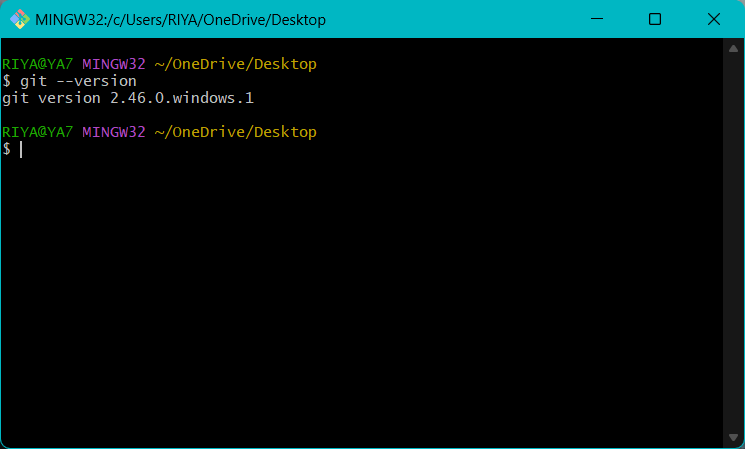 MINGW32:/c/Users/RIYA/OneDrive/Desktop
RIYA@YA7 MINGW32 ~/OneDrive/Desktop
$ git --version
git version 2.46.0.windows.1
RIYA@YA7 MINGW32 ~/OneDrive/Desktop
$